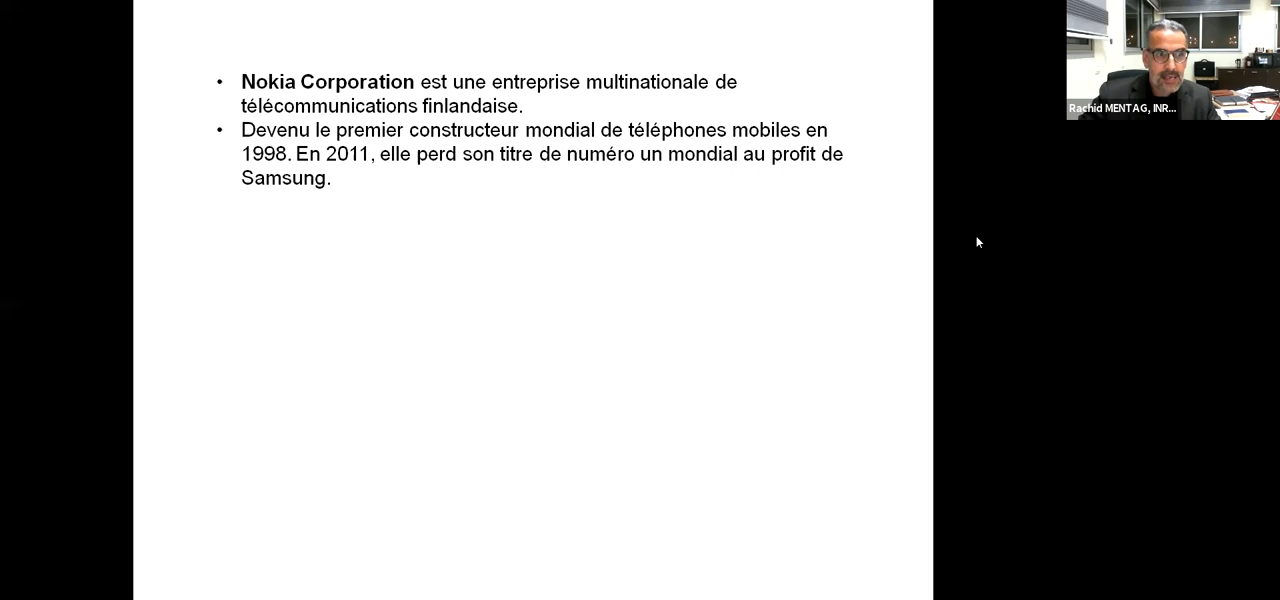 • Nokia Corporation est une entreprise multinationale de
télécommunications finlandaise.
• Devenu le premier constructeur mondial de téléphones mobiles en
1998. En 2011, elle perd son titre de numéro un mondial au profit de
Samsung.
Rachid MENTAG, INR...